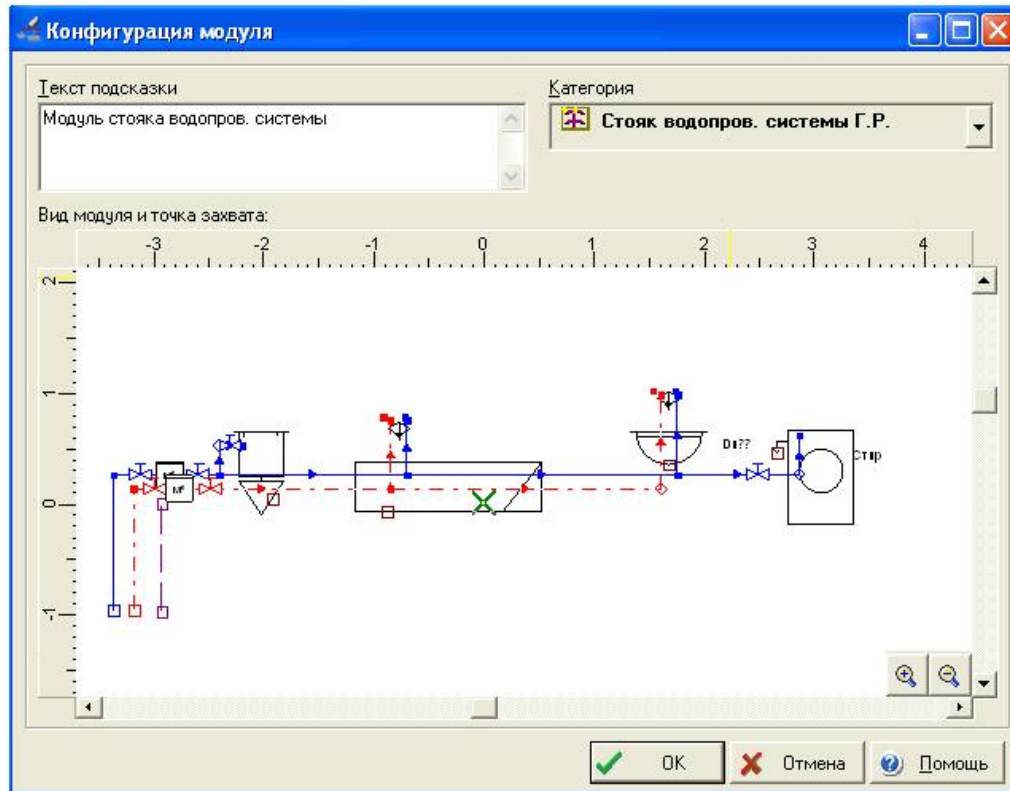 Конфигурация модуля
Текст подсказки
Категория
Модуль стояка водопров. системы
Стояк водопров. системы Г.Р.
Вид модуля и точка захвата:
-3 -2 -1 0 1 2 3 4
2
1
0
-1
Dв??
Стир
OK
Отмена
Помощь